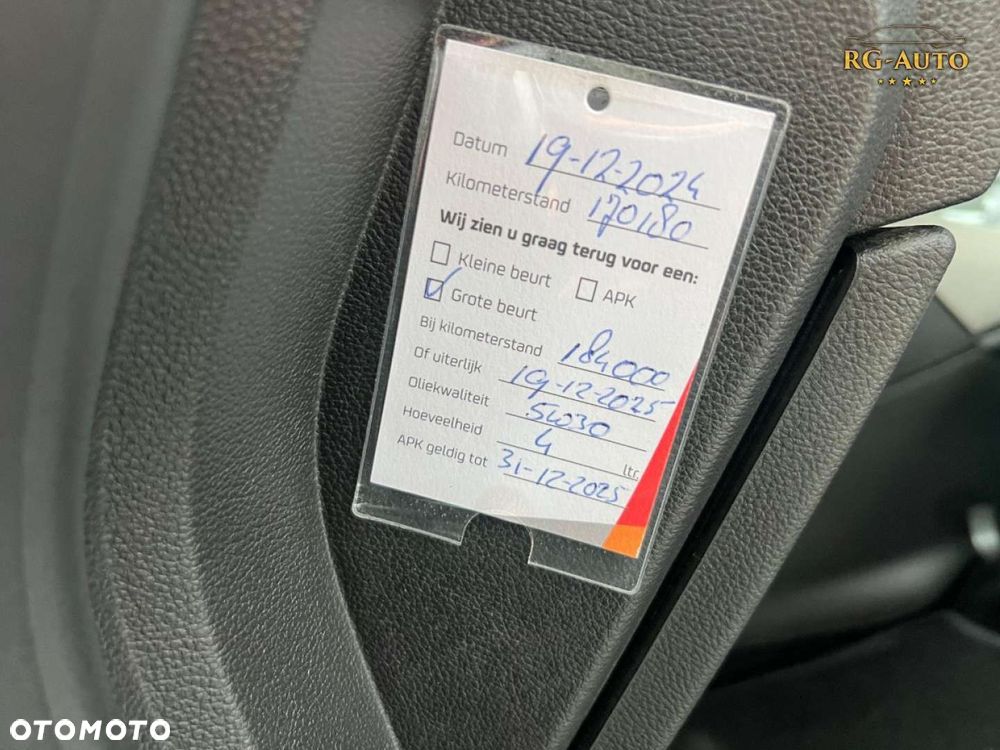 RG-AUTO
Datum 19-12-2024
Kilometerstand 170180
Wij zien u graag terug voor een:
Kleine beurt APK
Grote beurt
Bij kilometerstand 184000
Of uiterlijk 19-12-2025
Oliekwaliteit 5W30
Hoeveelheid 4 ltr.
APK geldig tot 31-12-2025
OTOMOTO